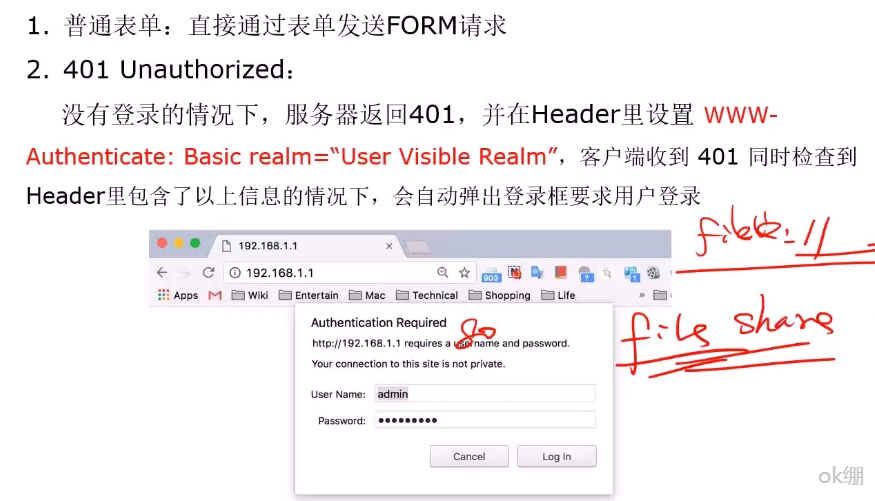 1. 普通表单：直接通过表单发送FORM请求
2. 401 Unauthorized：
没有登录的情况下，服务器返回401，并在Header里设置 WWW-
Authenticate: Basic realm=“User Visible Realm”，客户端收到 401 同时检查到
Header里包含了以上信息的情况下，会自动弹出登录框要求用户登录
192.168.1.1
192.168.1.1
903
Apps Wiki Entertain Mac Technical Shopping Life »
Authentication Required
http://192.168.1.1 requires a username and password.
80
Your connection to this site is not private.
User Name: admin
Password: •••••••••
Cancel Log In
file share
ok绷